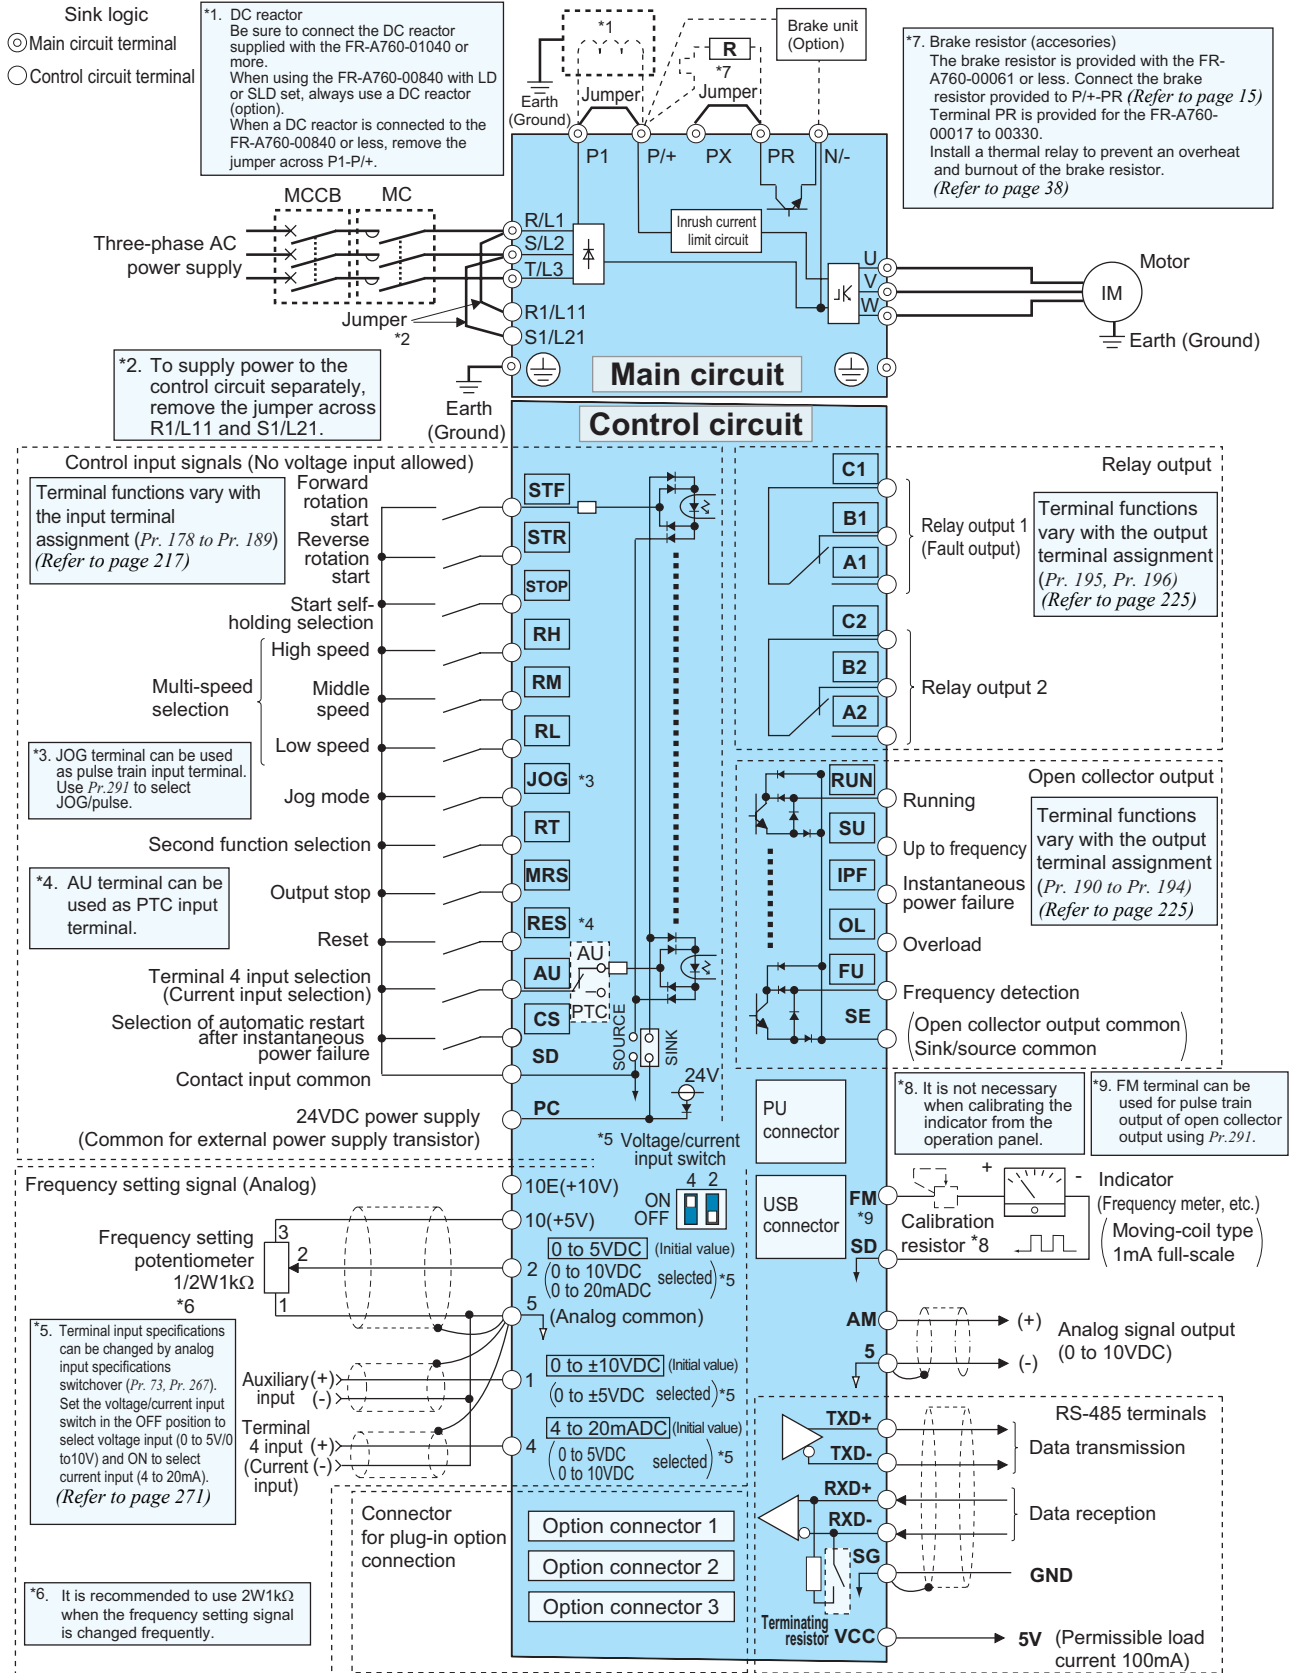 Sink logic
Main circuit terminal
Control circuit terminal
*1. DC reactor
Be sure to connect the DC reactor
supplied with the FR-A760-01040 or
more.
When using the FR-A760-00840 with LD
or SLD set, always use a DC reactor
(option).
When a DC reactor is connected to the
FR-A760-00840 or less, remove the
jumper across P1-P/+.
*1
Earth
(Ground)
Jumper
R
*7
Jumper
Brake unit
(Option)
*7. Brake resistor (accesories)
The brake resistor is provided with the FR-
A760-00061 or less. Connect the brake
resistor provided to P/+-PR (Refer to page 15)
Terminal PR is provided for the FR-A760-
00017 to 00330.
Install a thermal relay to prevent an overheat
and burnout of the brake resistor.
(Refer to page 38)
P1 P/+ PX PR N/-
MCCB MC
Three-phase AC
power supply
R/L1
S/L2
T/L3
R1/L11
S1/L21
Inrush current
limit circuit
U
V
W
Motor
IM
Earth (Ground)
Jumper
*2
*2. To supply power to the
control circuit separately,
remove the jumper across
R1/L11 and S1/L21.
Earth
(Ground)
Main circuit
Control circuit
Control input signals (No voltage input allowed)
Terminal functions vary with
the input terminal
assignment (Pr. 178 to Pr. 189)
(Refer to page 217)
Forward
rotation
start
STF
Reverse
rotation
start
STR
Start self-
holding selection
STOP
Multi-speed
selection
High speed
RH
Middle
speed
RM
Low speed
RL
*3. JOG terminal can be used
as pulse train input terminal.
Use Pr.291 to select
JOG/pulse.
Jog mode
JOG *3
Second function selection
RT
*4. AU terminal can be
used as PTC input
terminal.
Output stop
MRS
Reset
RES *4
Terminal 4 input selection
(Current input selection)
AU
AU
PTC
Selection of automatic restart
after instantaneous
power failure
CS
SOURCE
SINK
Contact input common
SD
24V
24VDC power supply
(Common for external power supply transistor)
PC
Relay output
C1
B1
A1
Relay output 1
(Fault output)
Terminal functions
vary with the output
terminal assignment
(Pr. 195, Pr. 196)
(Refer to page 225)
C2
B2
A2
Relay output 2
Open collector output
RUN
Running
SU
Up to frequency
IPF
Instantaneous
power failure
OL
Overload
FU
Frequency detection
SE
(Open collector output common
Sink/source common)
Terminal functions
vary with the output
terminal assignment
(Pr. 190 to Pr. 194)
(Refer to page 225)
PU
connector
USB
connector
*8. It is not necessary
when calibrating the
indicator from the
operation panel.
*9. FM terminal can be
used for pulse train
output of open collector
output using Pr.291.
*5 Voltage/current
input switch
4 2
ON
OFF
Frequency setting signal (Analog)
Frequency setting
potentiometer
1/2W1kΩ
*6
3
2
1
10E(+10V)
10(+5V)
2
0 to 5VDC (Initial value)
(0 to 10VDC
0 to 20mADC selected) *5
5
(Analog common)
*5. Terminal input specifications
can be changed by analog
input specifications
switchover (Pr. 73, Pr. 267).
Set the voltage/current input
switch in the OFF position to
select voltage input (0 to 5V/0
to10V) and ON to select
current input (4 to 20mA).
(Refer to page 271)
Auxiliary (+)
input (-)
1
0 to ±10VDC (Initial value)
(0 to ±5VDC selected) *5
Terminal
4 input (+)
(Current (-)
input)
4
4 to 20mADC (Initial value)
(0 to 5VDC
0 to 10VDC selected) *5
FM
*9
SD
+ -
Calibration
resistor *8
Indicator
(Frequency meter, etc.)
(Moving-coil type
1mA full-scale)
AM
5
(+)
(-)
Analog signal output
(0 to 10VDC)
RS-485 terminals
TXD+
TXD-
Data transmission
RXD+
RXD-
Data reception
SG
GND
Terminating
resistor
VCC
5V (Permissible load
current 100mA)
Connector
for plug-in option
connection
Option connector 1
Option connector 2
Option connector 3
*6. It is recommended to use 2W1kΩ
when the frequency setting signal
is changed frequently.